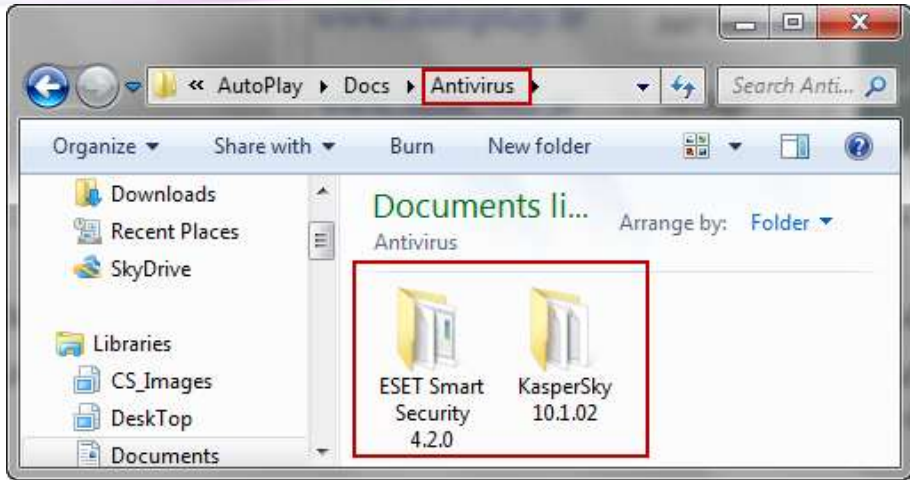 « AutoPlay Docs Antivirus
Search Anti...
Organize Share with Burn New folder
Downloads
Recent Places
SkyDrive
Libraries
CS_Images
DeskTop
Documents
Documents li...
Antivirus
Arrange by: Folder
ESET Smart
Security
4.2.0
KasperSky
10.1.02